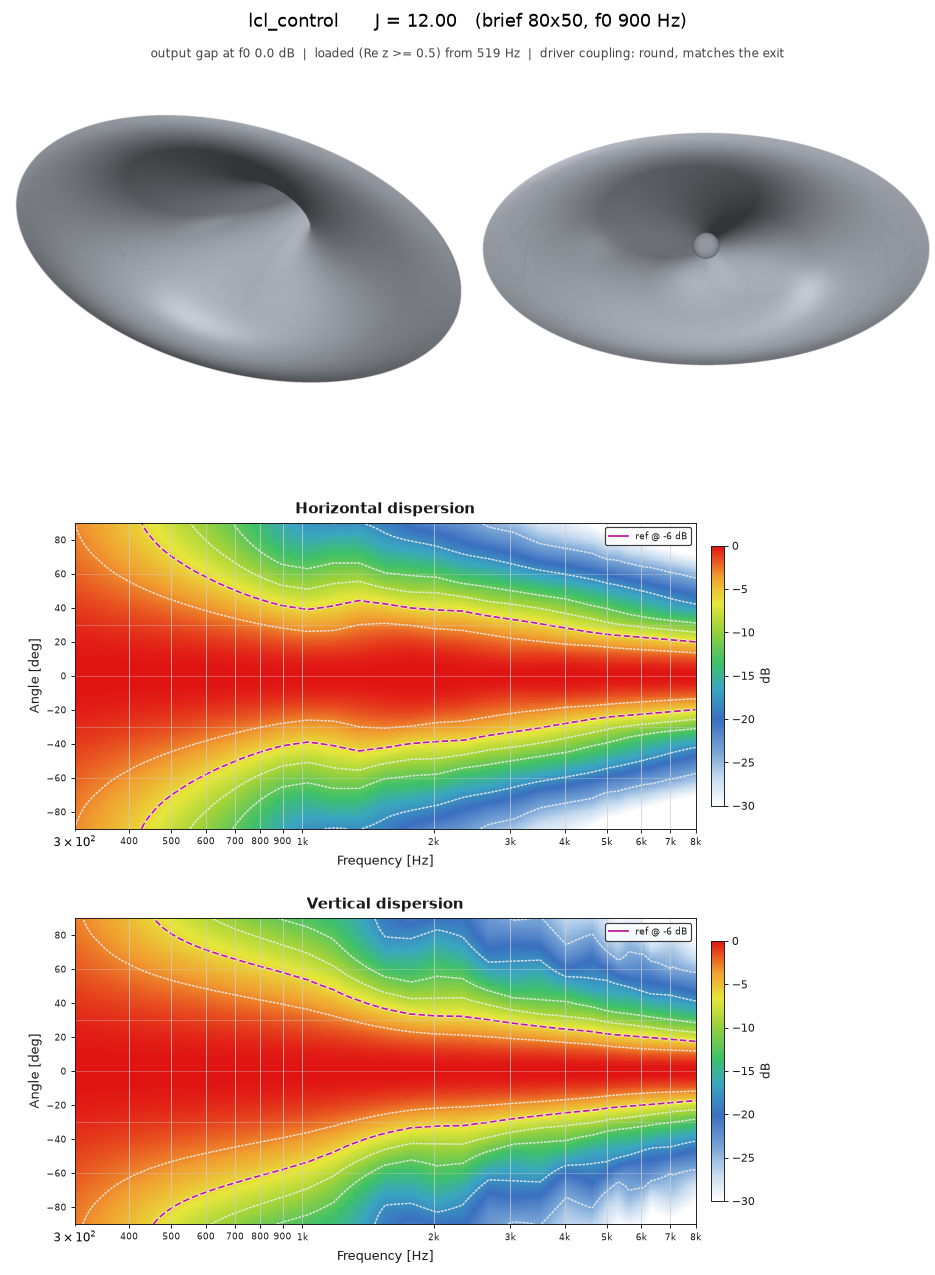 lcl_control J = 12.00 (brief 80x50, f0 900 Hz)
output gap at f0 0.0 dB | loaded (Re z >= 0.5) from 519 Hz | driver coupling: round, matches the exit
Horizontal dispersion
ref @ -6 dB
Angle [deg]
80
60
40
20
0
−20
−40
−60
−80
3 × 10² 400 500 600 700 800 900 1k 2k 3k 4k 5k 6k 7k 8k
Frequency [Hz]
0
−5
−10
−15
−20
−25
−30
dB
Vertical dispersion
ref @ -6 dB
Angle [deg]
80
60
40
20
0
−20
−40
−60
−80
3 × 10² 400 500 600 700 800 900 1k 2k 3k 4k 5k 6k 7k 8k
Frequency [Hz]
0
−5
−10
−15
−20
−25
−30
dB